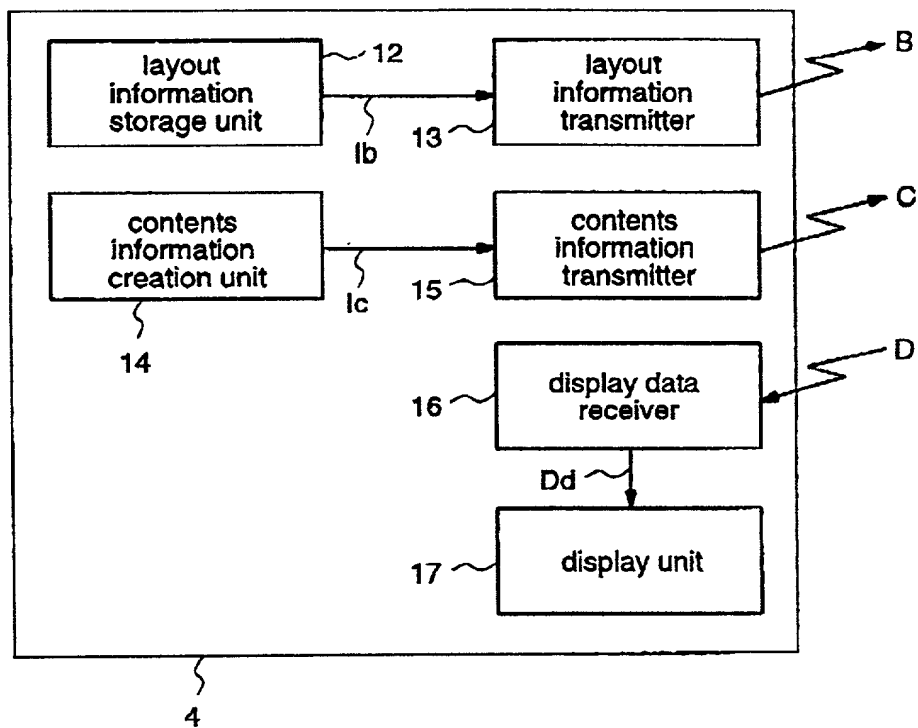 12
B
layout
information
storage unit
layout
information
transmitter
Ib
13
C
contents
information
creation unit
contents
information
transmitter
Ic
15
14
D
16
display data
receiver
Dd
17
display unit
4